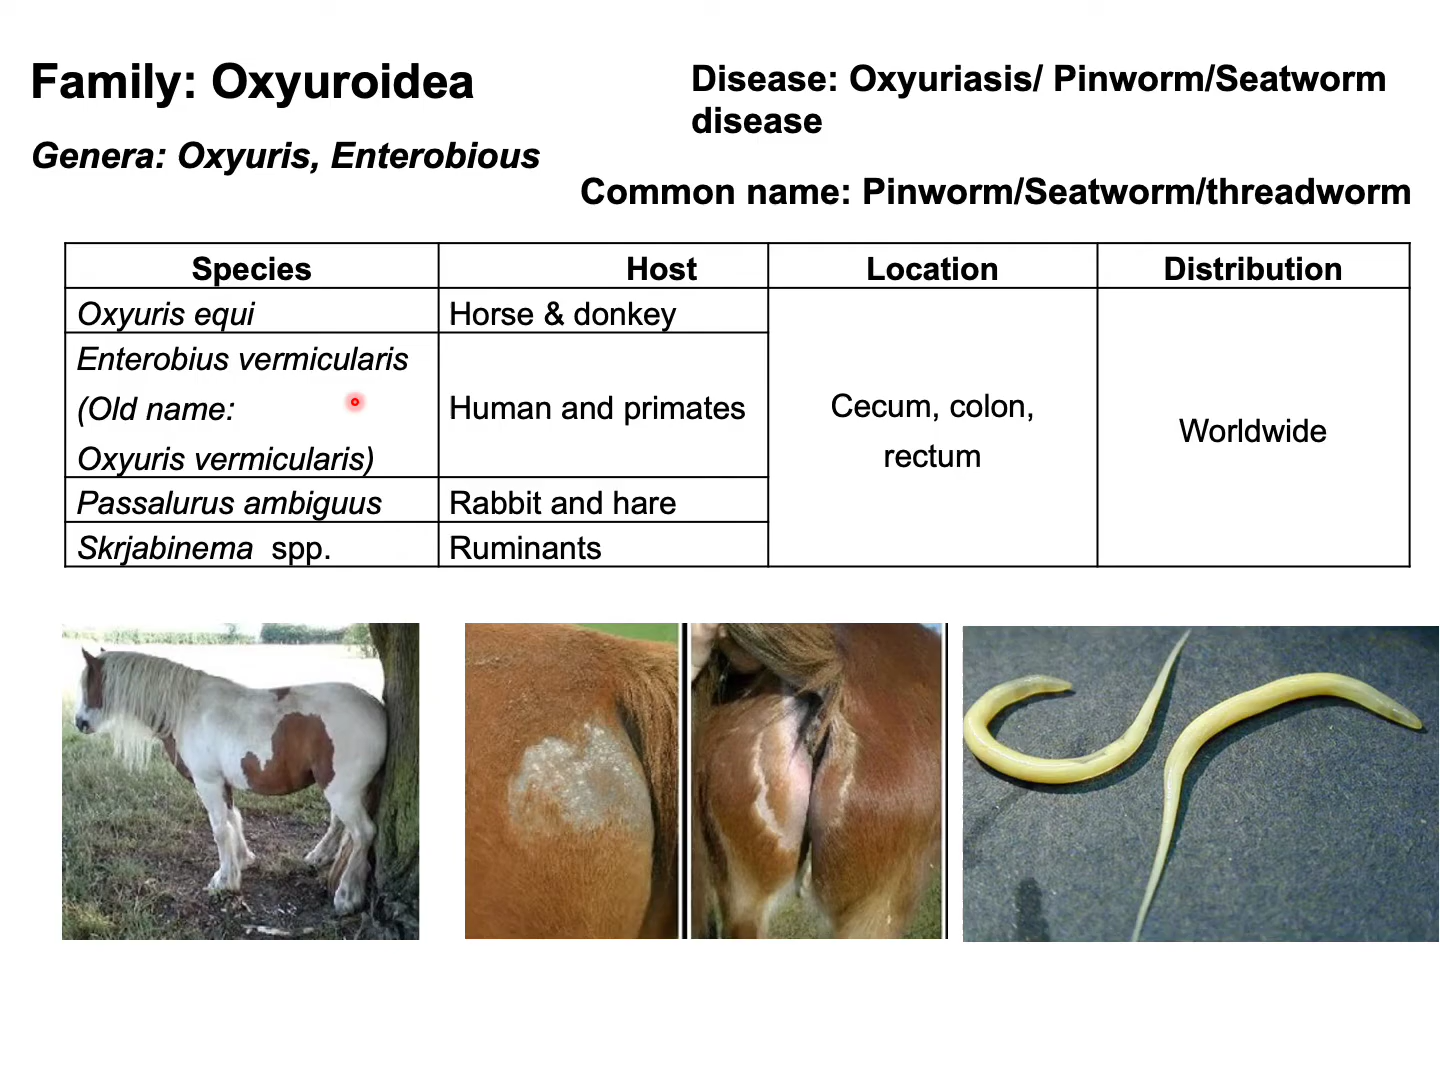 Family: Oxyuroidea
Disease: Oxyuriasis/ Pinworm/Seatworm
disease
Genera: Oxyuris, Enterobious
Common name: Pinworm/Seatworm/threadworm
Species Host Location Distribution
Oxyuris equi Horse & donkey
Enterobius vermicularis
(Old name:
Oxyuris vermicularis)
Human and primates
Passalurus ambiguus Rabbit and hare
Skrjabinema spp. Ruminants
Cecum, colon,
rectum
Worldwide